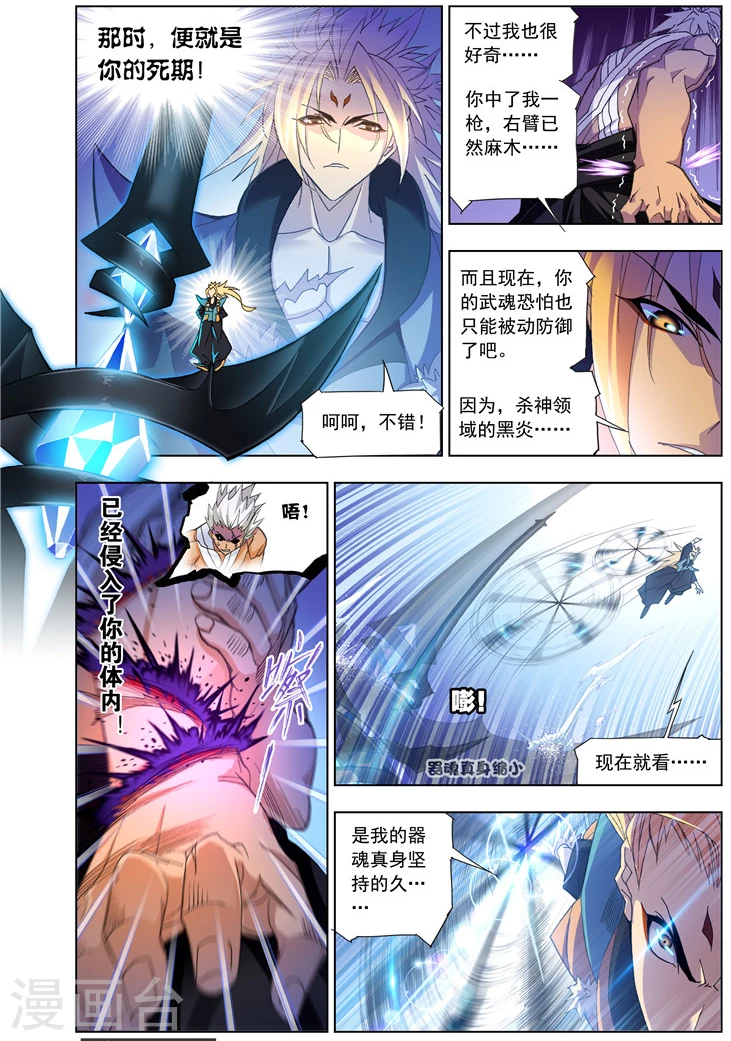 那时，便就是
你的死期！
呵呵，不错！
不过我也很
好奇……
你中了我一
枪，右臂已
然麻木……
而且现在，你
的武魂恐怕也
只能被动防御
了吧。
因为，杀神领
域的黑炎……
已经侵入了你的体内！
唔！
嚓
嘭！
器魂真身缩小
现在就看……
是我的器
魂真身坚
持的久…
…
漫画台